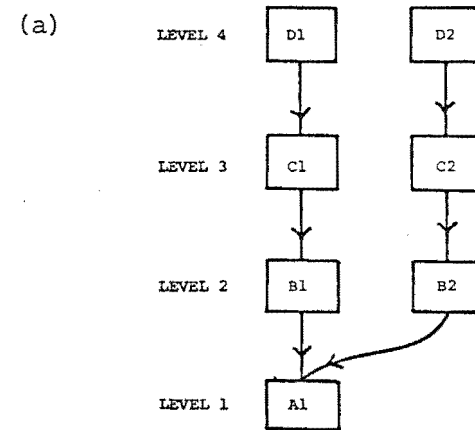 (a)
LEVEL 4 D1 D2
LEVEL 3 C1 C2
LEVEL 2 B1 B2
LEVEL 1 A1